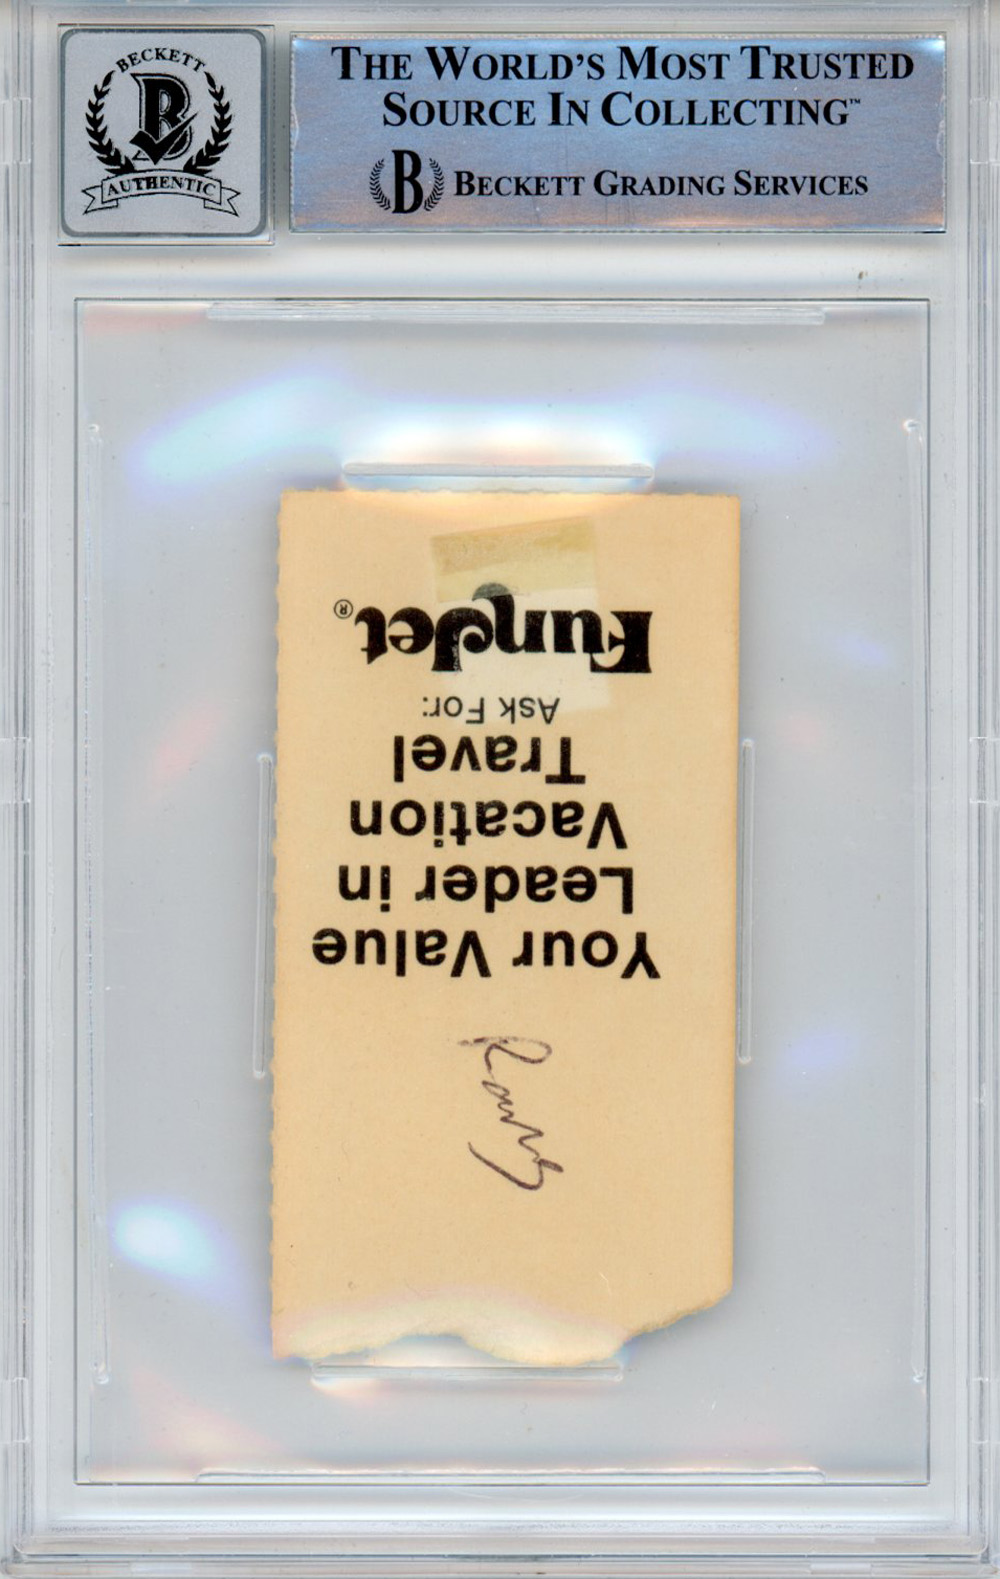 BECKETT
B
AUTHENTIC
THE WORLD'S MOST TRUSTED
SOURCE IN COLLECTING™
B BECKETT GRADING SERVICES
Your Value
Leader in
Vacation
Travel
Ask For:
FunJet®